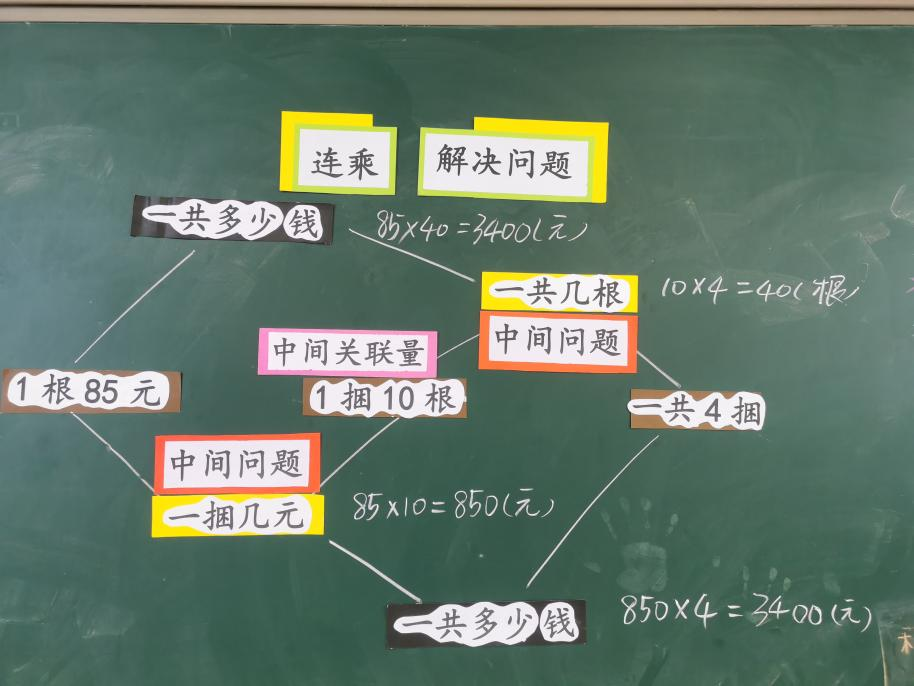 连乘 解决问题
一共多少钱
85×40=3400(元)
一共几根
10×4=40(根)
中间关联量
中间问题
1根85元
1捆10根
一共4捆
中间问题
一捆几元
85×10=850(元)
一共多少钱
850×4=3400(元)